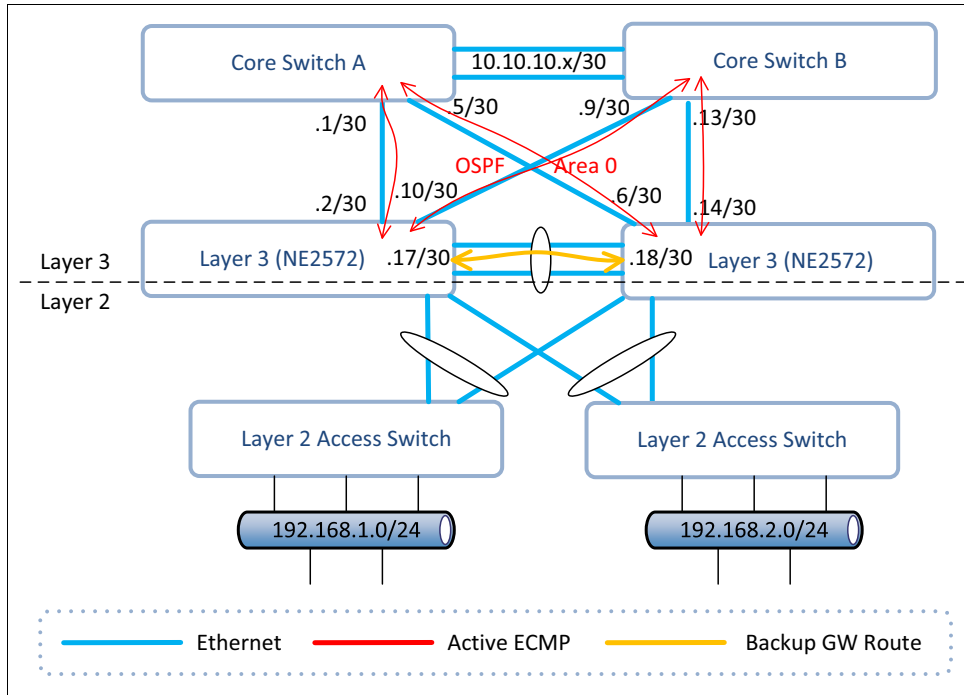 Core Switch A
10.10.10.x/30
Core Switch B
.5/30
.9/30
.1/30
.13/30
OSPF
Area 0
.10/30
.6/30
.2/30
.14/30
Layer 3 (NE2572)
.17/30
.18/30
Layer 3 (NE2572)
Layer 3
Layer 2
Layer 2 Access Switch
Layer 2 Access Switch
192.168.1.0/24
192.168.2.0/24
Ethernet
Active ECMP
Backup GW Route